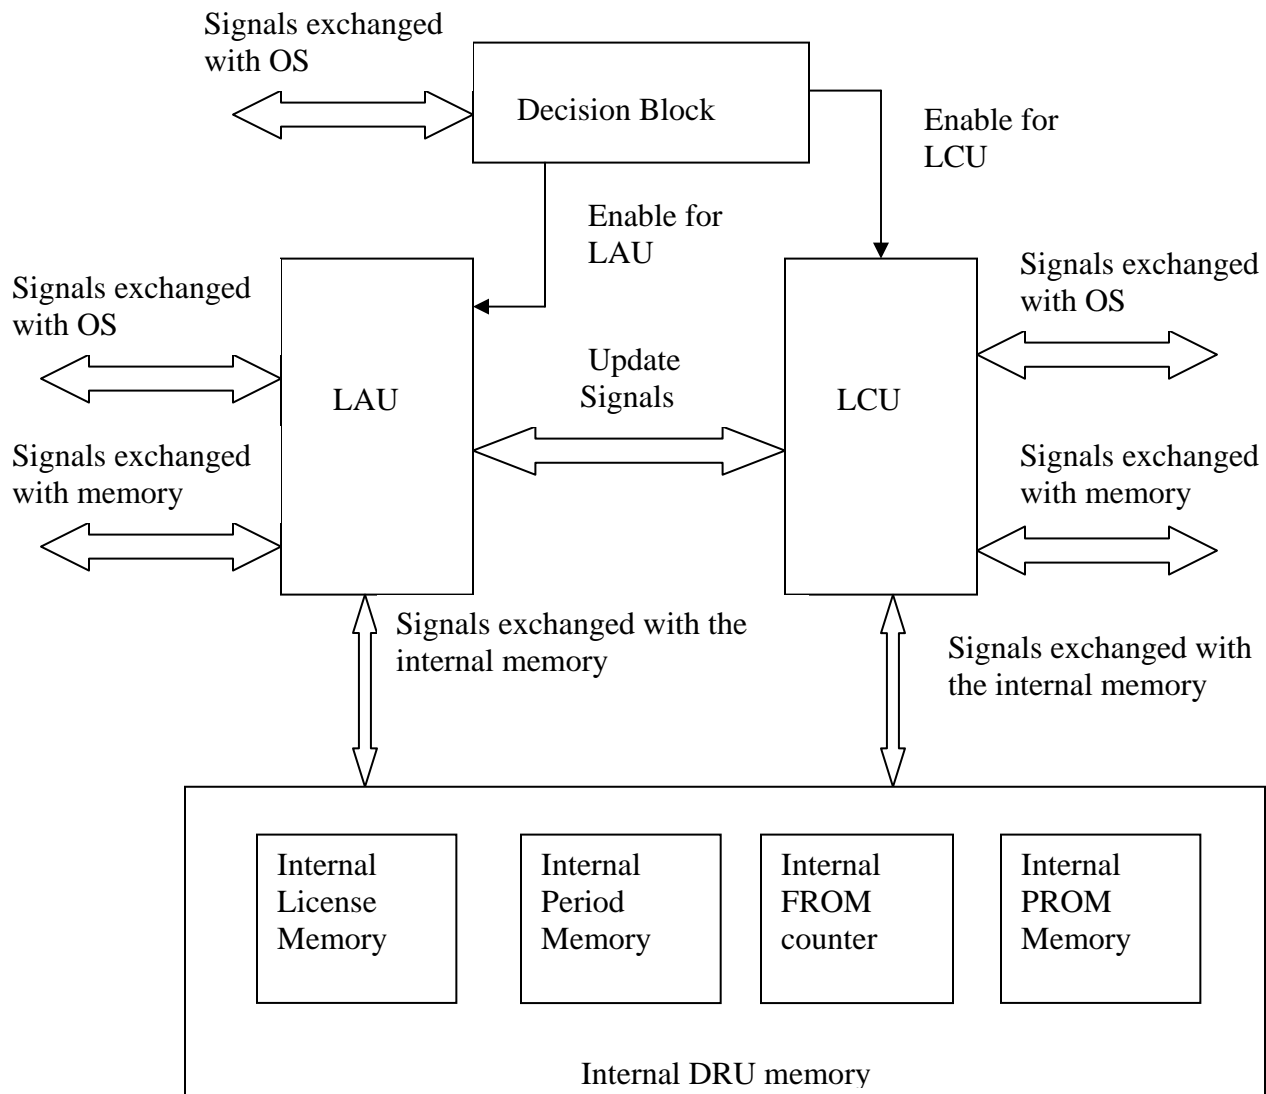 Signals exchanged
with OS
Decision Block
Enable for
LCU
Enable for
LAU
Signals exchanged
with OS
Signals exchanged
with OS
Update
Signals
LAU
LCU
Signals exchanged
with memory
Signals exchanged
with memory
Signals exchanged with the
internal memory
Signals exchanged with
the internal memory
Internal
License
Memory
Internal
Period
Memory
Internal
FROM
counter
Internal
PROM
Memory
Internal DRU memory